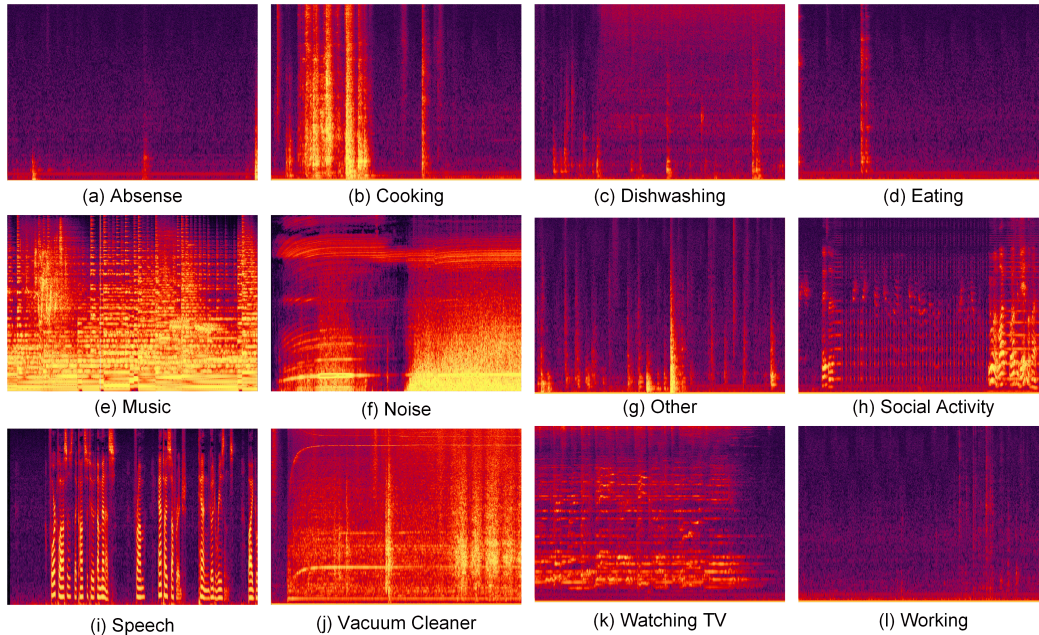 (a) Absense
(b) Cooking
(c) Dishwashing
(d) Eating
(e) Music
(f) Noise
(g) Other
(h) Social Activity
(i) Speech
(j) Vacuum Cleaner
(k) Watching TV
(l) Working